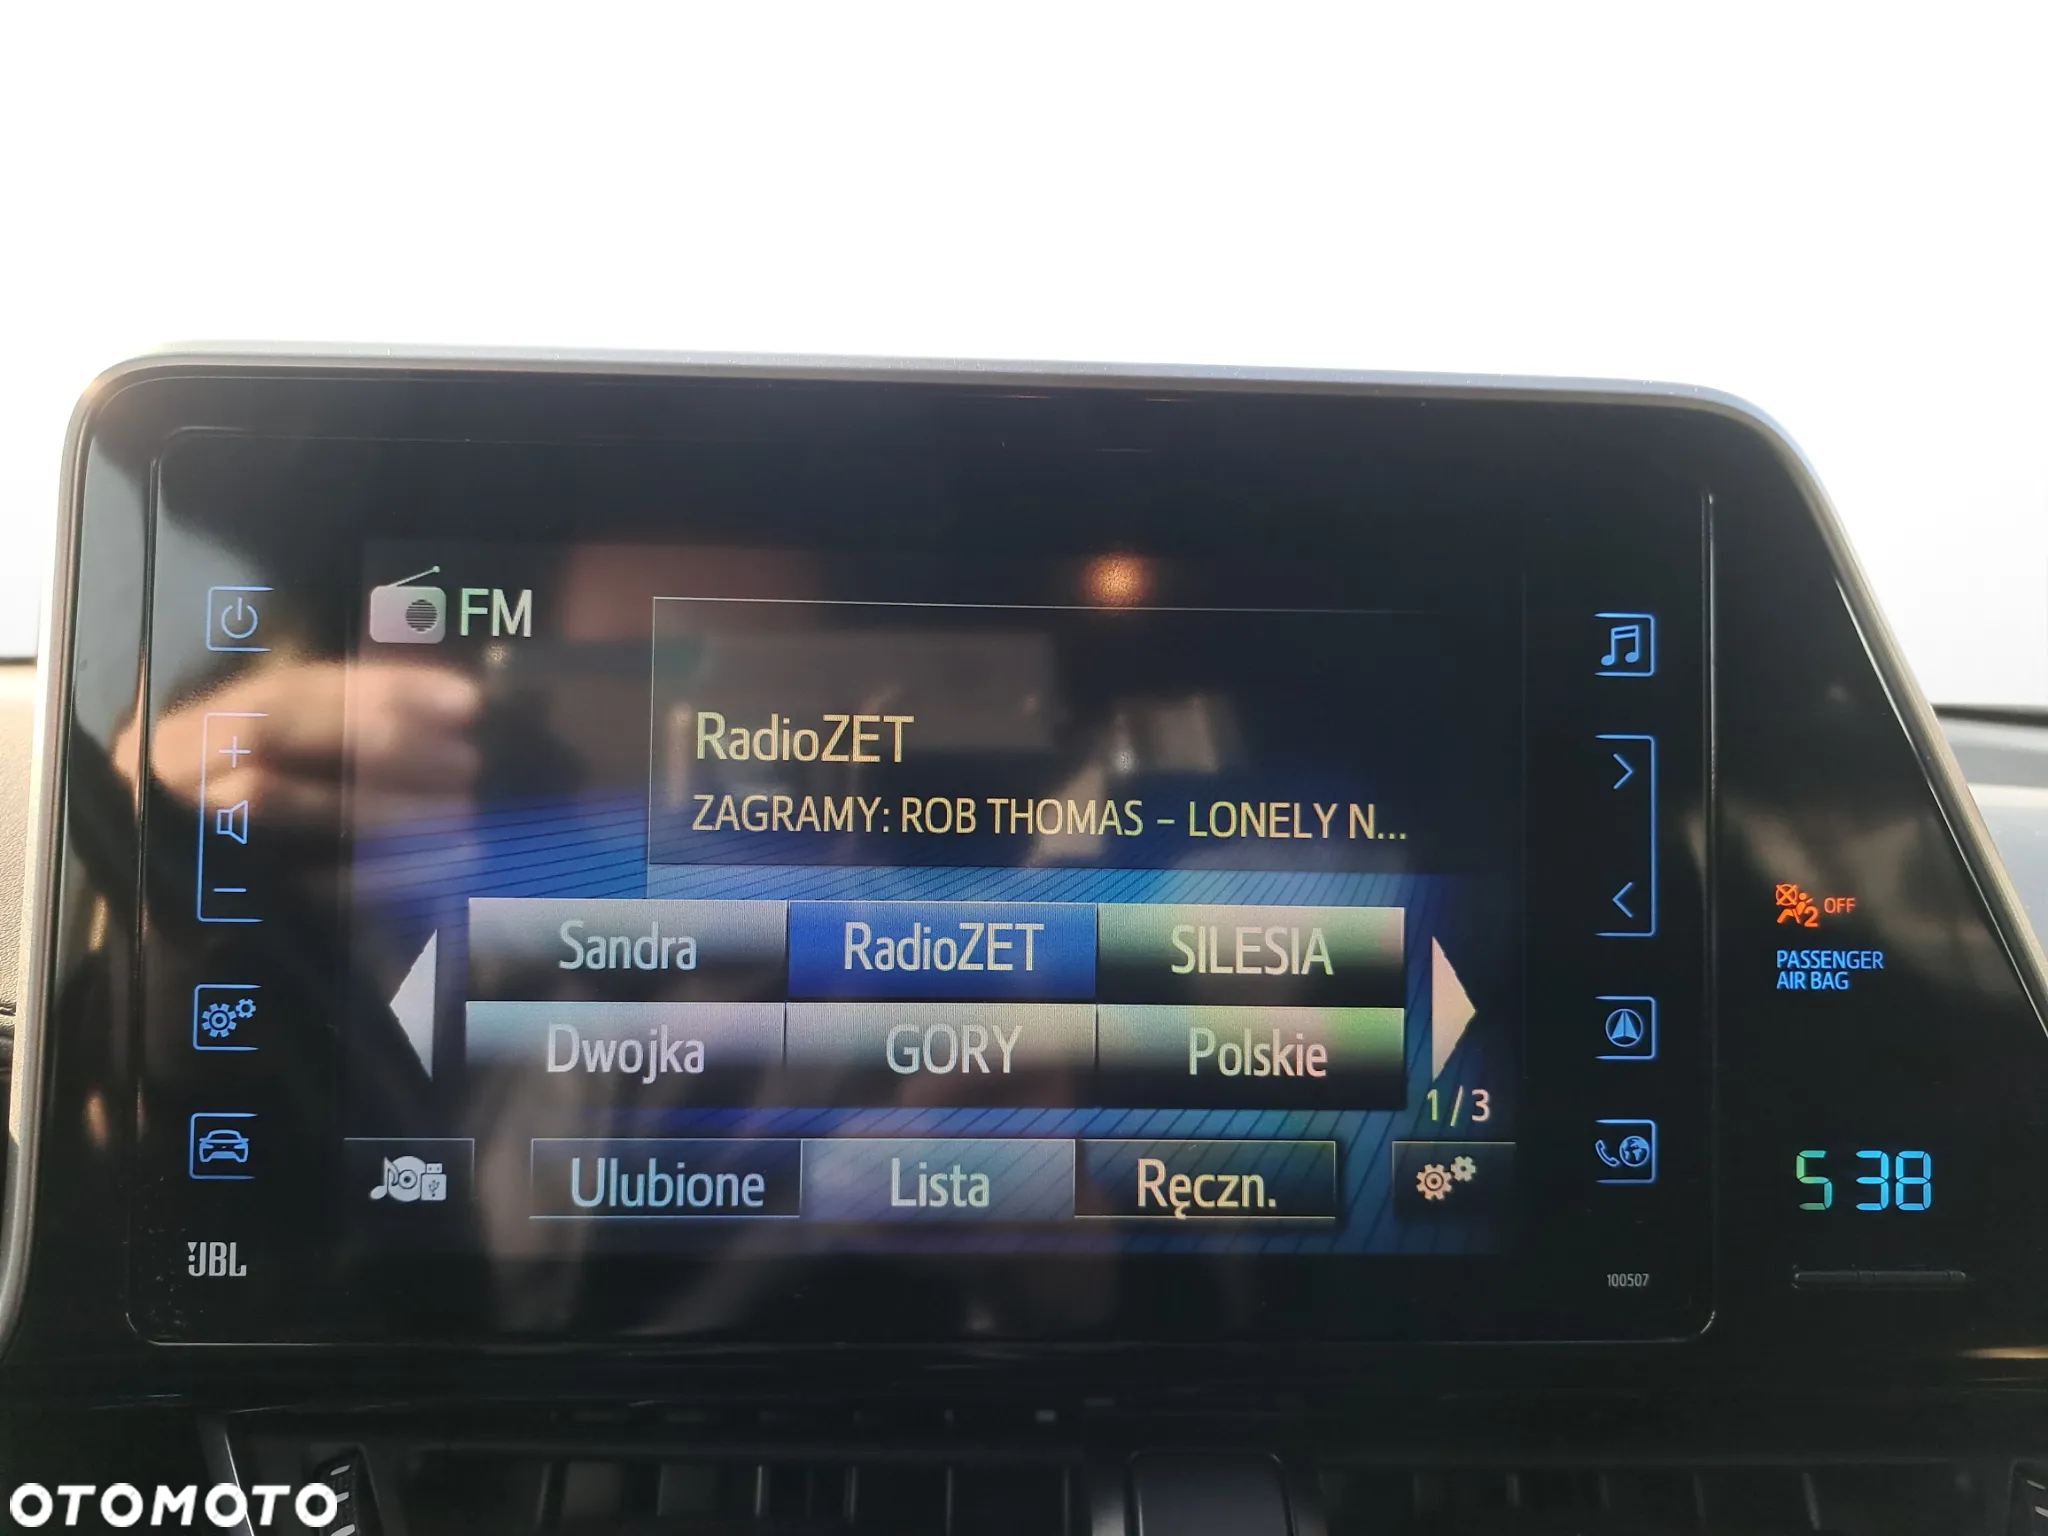 FM
RadioZET
ZAGRAMY: ROB THOMAS – LONELY N...
Sandra
RadioZET
SILESIA
Dwojka
GORY
Polskie
1 / 3
Ulubione
Lista
Ręczn.
JBL
100507
2 OFF
PASSENGER
AIR BAG
5 38
OTOMOTO